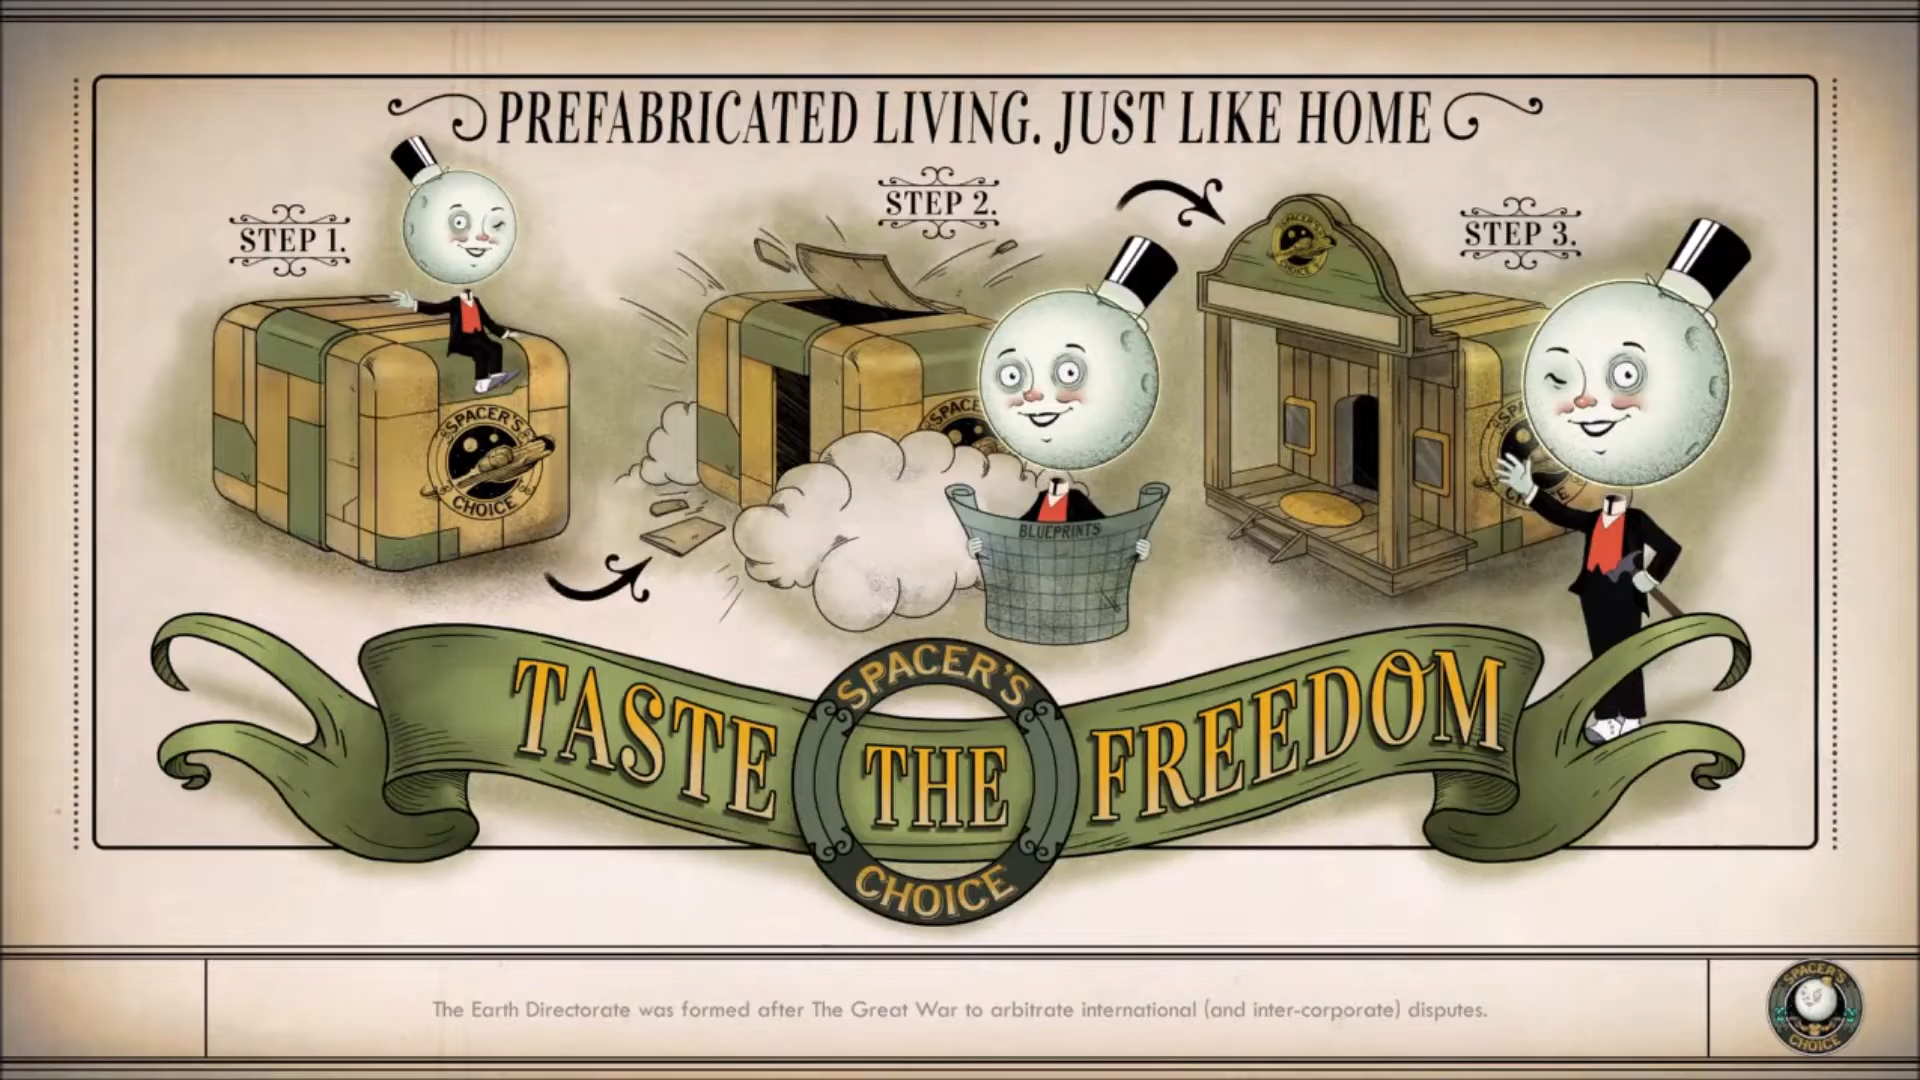 PREFABRICATED LIVING. JUST LIKE HOME
STEP 1.
STEP 2.
STEP 3.
SPACER'S
CHOICE
SPACE
BLUEPRINTS
SPACER'S
CHOICE
SPACER'S
TASTE THE FREEDOM
CHOICE
The Earth Directorate was formed after The Great War to arbitrate international (and inter-corporate) disputes.
SPACER'S
CHOICE